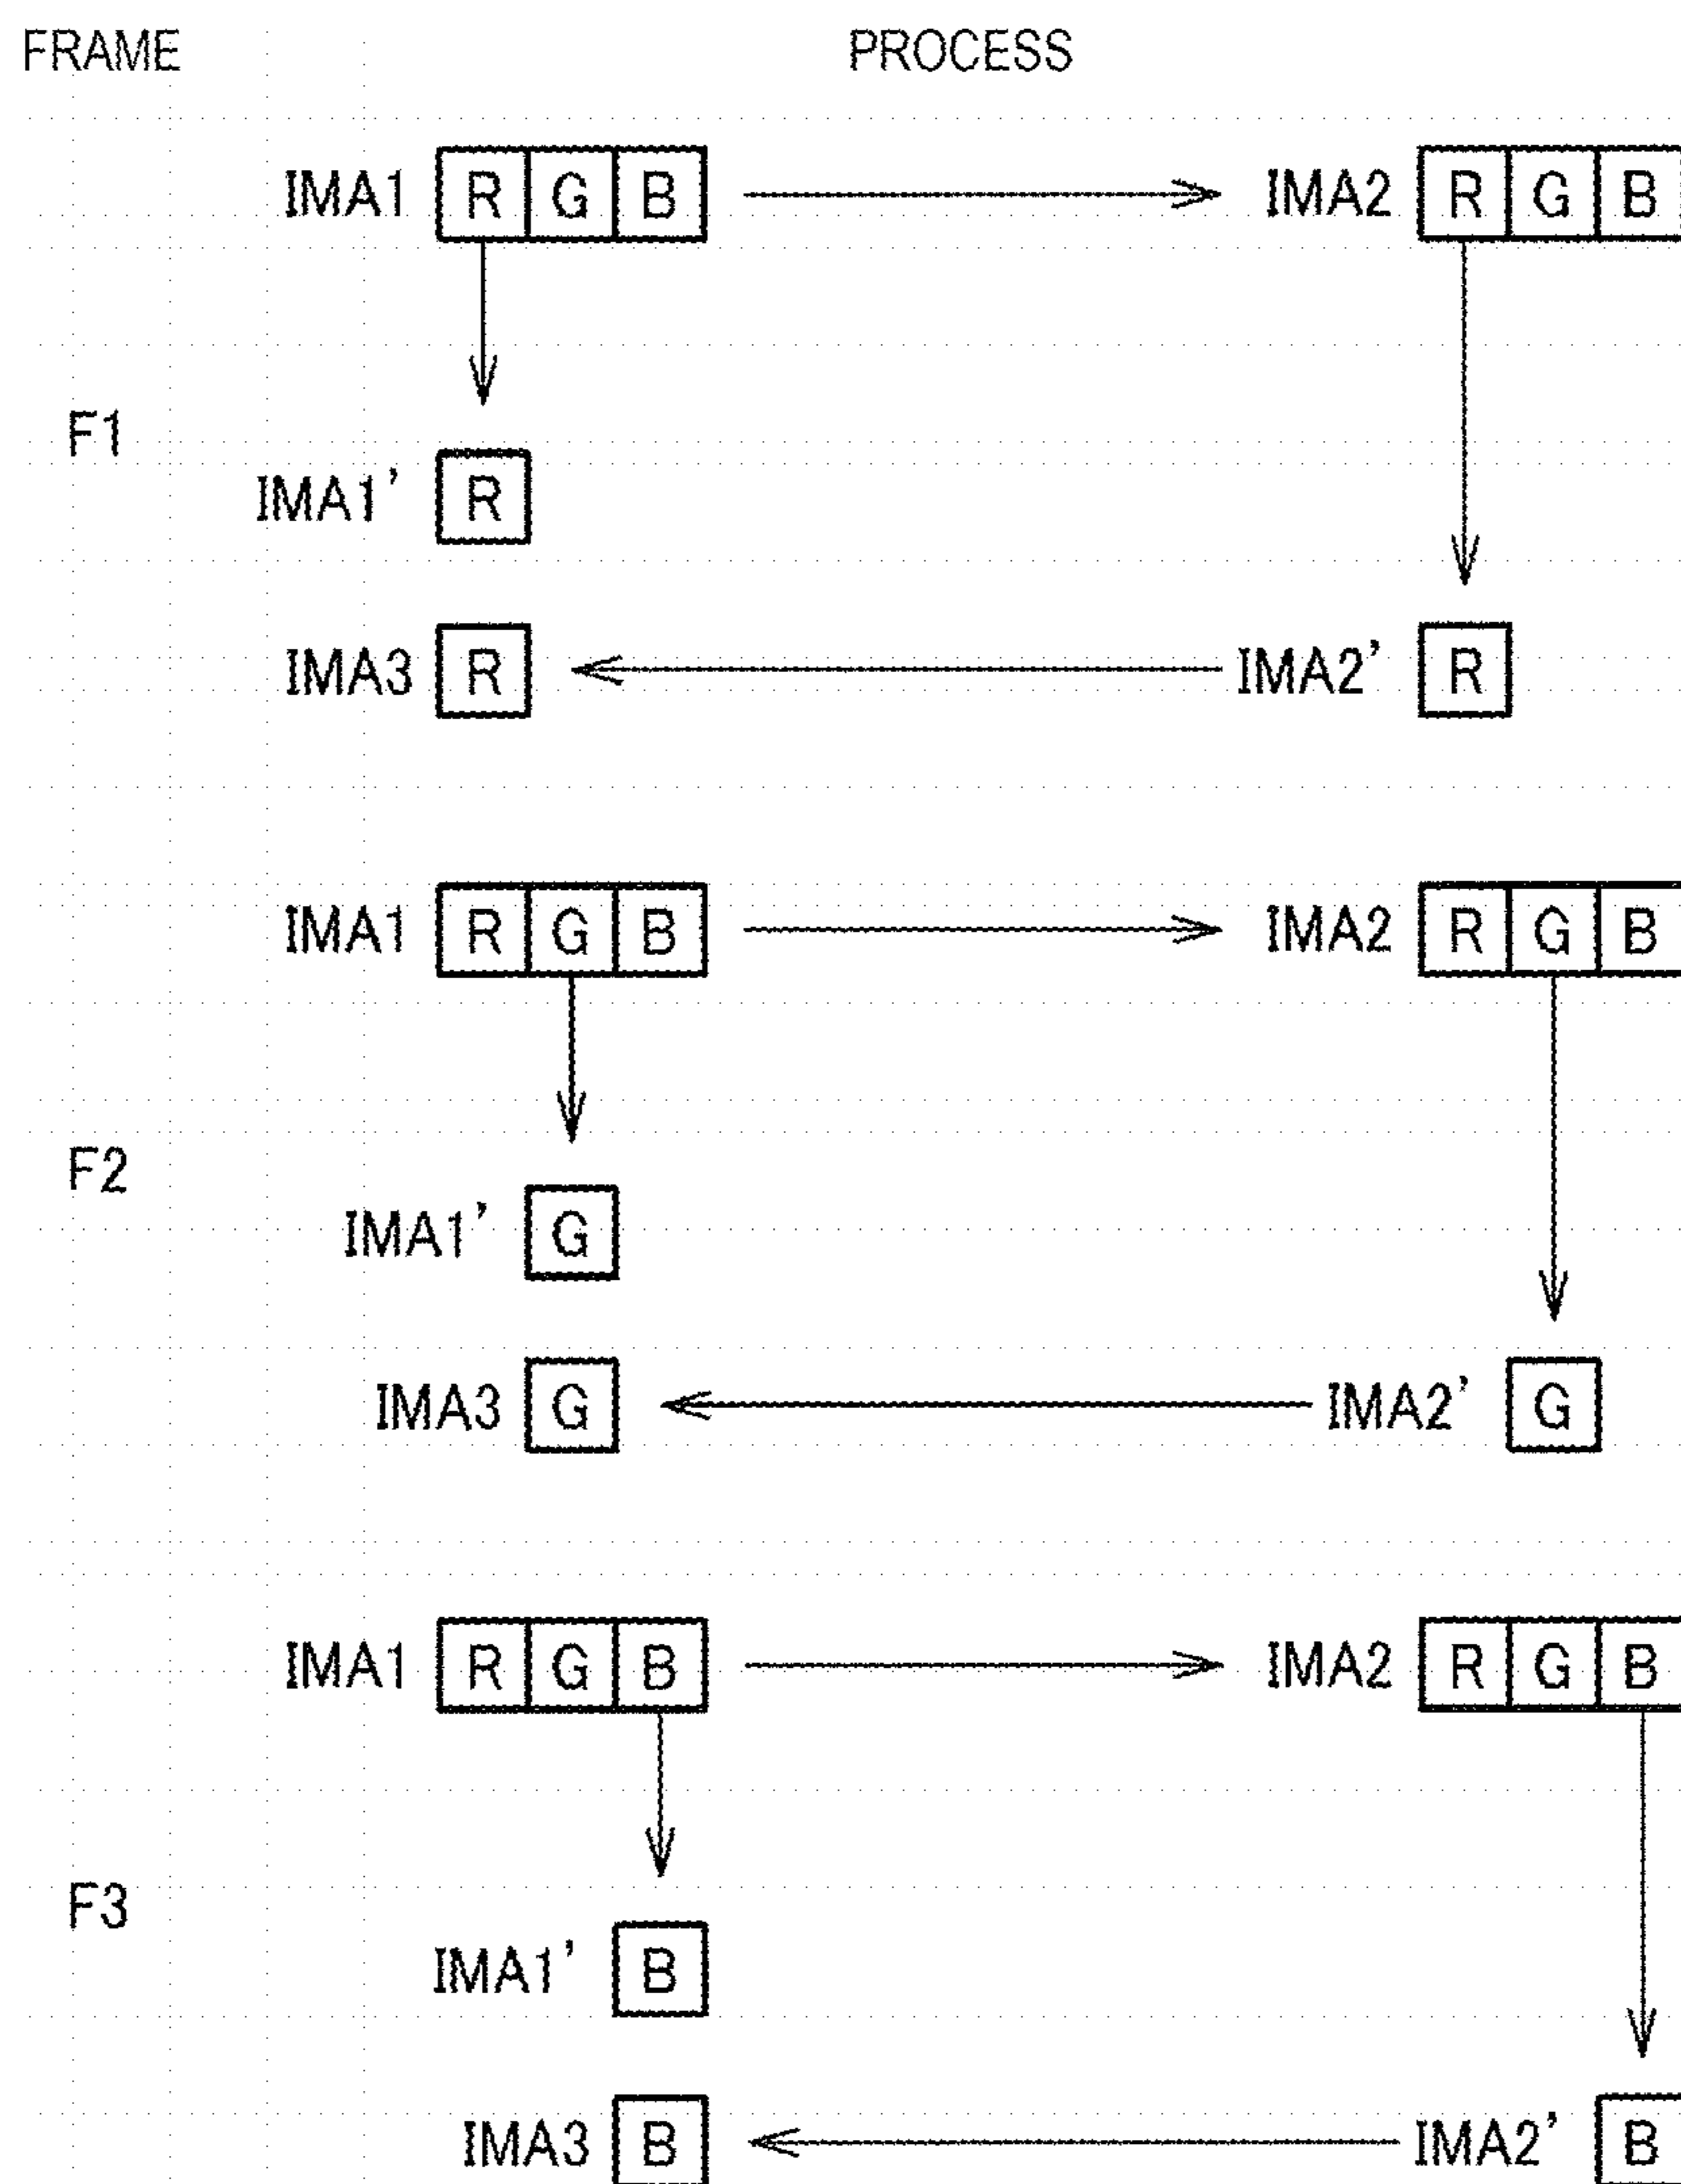 FRAME PROCESS
IMA1 R G B IMA2 R G B
F1
IMA1' R
IMA3 R IMA2' R
IMA1 R G B IMA2 R G B
F2
IMA1' G
IMA3 G IMA2' G
IMA1 R G B IMA2 R G B
F3
IMA1' B
IMA3 B IMA2' B